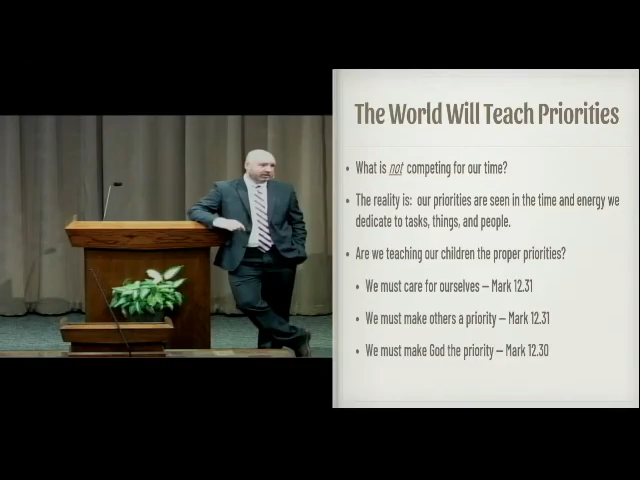 The World Will Teach Priorities
• What is not competing for our time?
• The reality is: our priorities are seen in the time and energy we
dedicate to tasks, things, and people.
• Are we teaching our children the proper priorities?
• We must care for ourselves – Mark 12.31
• We must make others a priority – Mark 12.31
• We must make God the priority – Mark 12.30